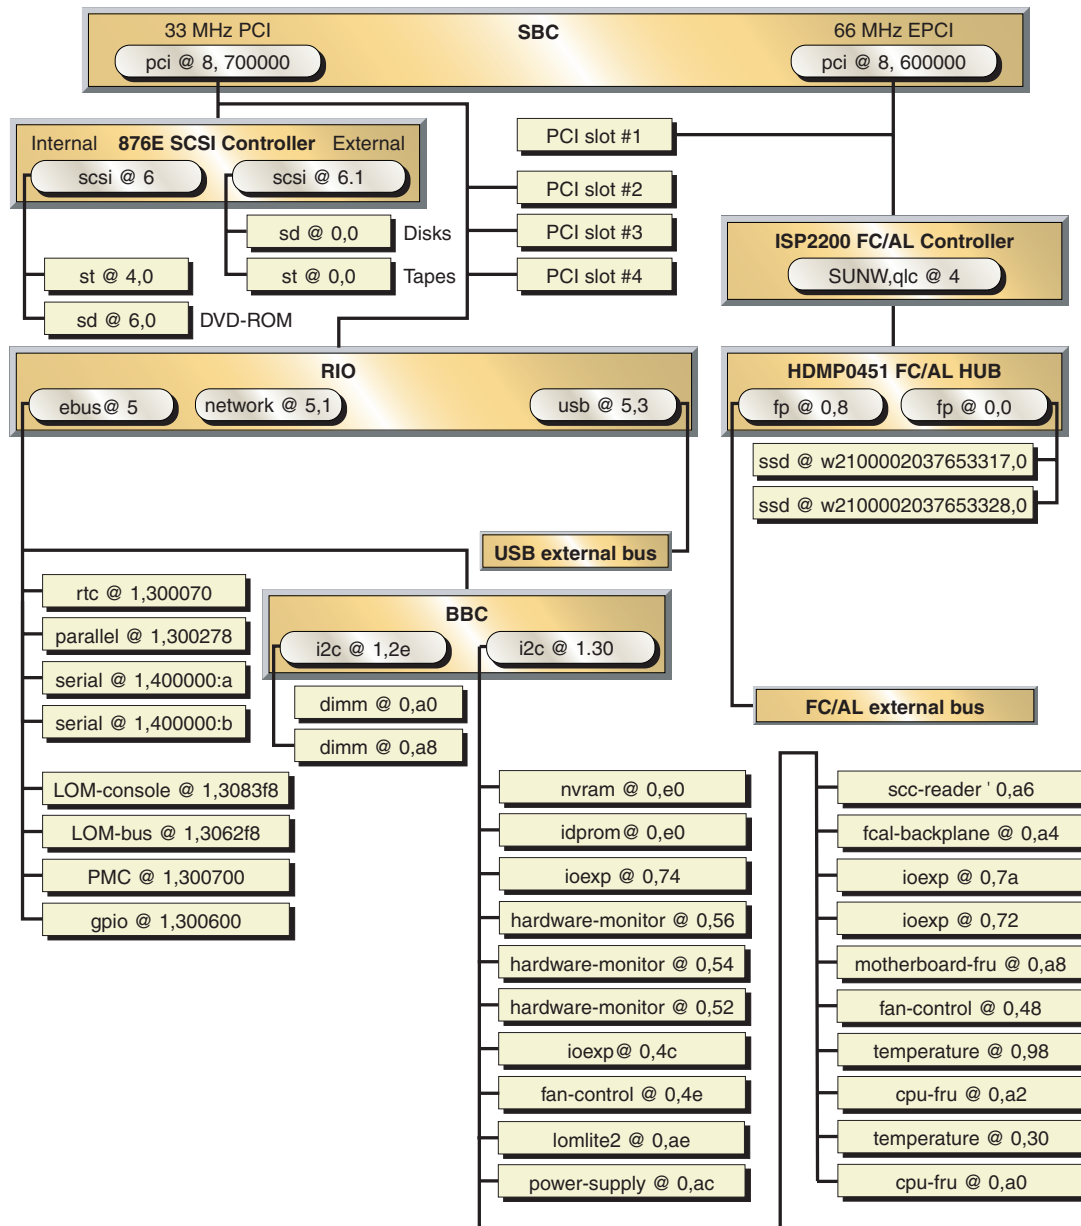 33 MHz PCI
SBC
66 MHz EPCI
pci @ 8, 700000
pci @ 8, 600000
Internal
876E SCSI Controller
External
scsi @ 6
scsi @ 6.1
sd @ 0,0
Disks
st @ 4,0
st @ 0,0
Tapes
sd @ 6,0
DVD-ROM
PCI slot #1
PCI slot #2
PCI slot #3
PCI slot #4
ISP2200 FC/AL Controller
SUNW,qlc @ 4
RIO
ebus@ 5
network @ 5,1
usb @ 5,3
HDMP0451 FC/AL HUB
fp @ 0,8
fp @ 0,0
ssd @ w2100002037653317,0
ssd @ w2100002037653328,0
USB external bus
rtc @ 1,300070
parallel @ 1,300278
serial @ 1,400000:a
serial @ 1,400000:b
LOM-console @ 1,3083f8
LOM-bus @ 1,3062f8
PMC @ 1,300700
gpio @ 1,300600
BBC
i2c @ 1,2e
i2c @ 1.30
dimm @ 0,a0
dimm @ 0,a8
FC/AL external bus
nvram @ 0,e0
idprom@ 0,e0
ioexp @ 0,74
hardware-monitor @ 0,56
hardware-monitor @ 0,54
hardware-monitor @ 0,52
ioexp@ 0,4c
fan-control @ 0,4e
lomlite2 @ 0,ae
power-supply @ 0,ac
scc-reader ' 0,a6
fcal-backplane @ 0,a4
ioexp @ 0,7a
ioexp @ 0,72
motherboard-fru @ 0,a8
fan-control @ 0,48
temperature @ 0,98
cpu-fru @ 0,a2
temperature @ 0,30
cpu-fru @ 0,a0